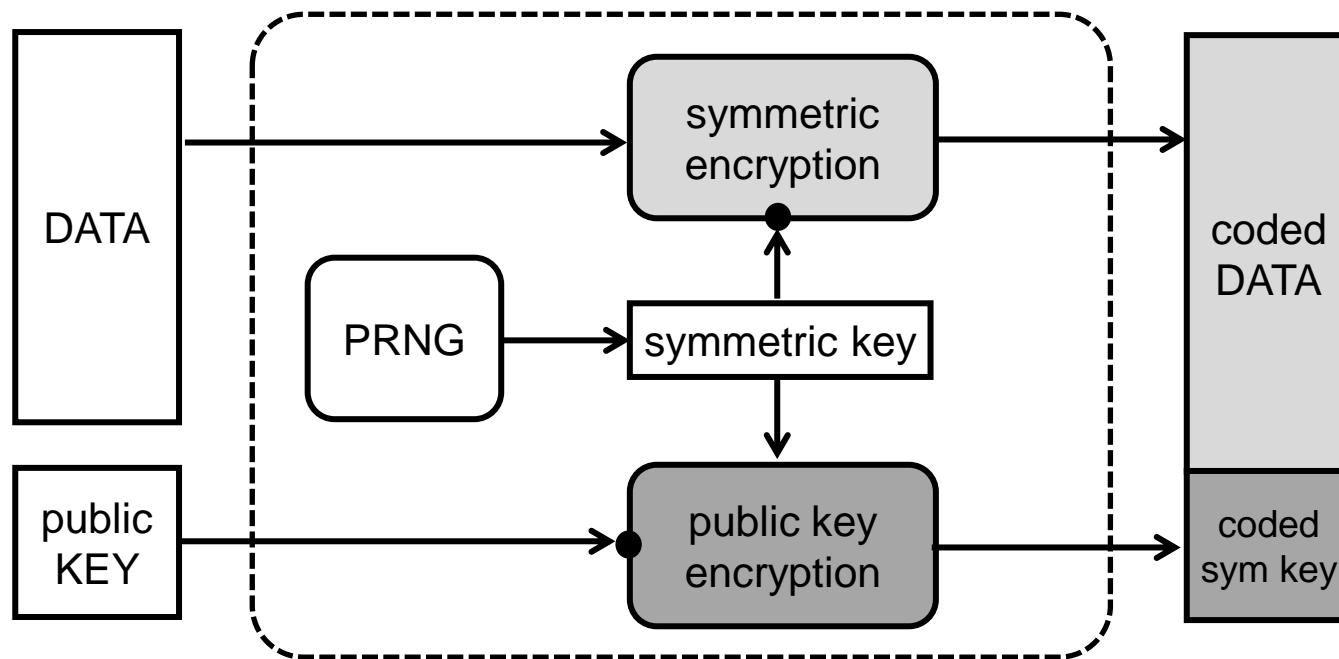 DATA
public
KEY
PRNG
symmetric
encryption
symmetric key
public key
encryption
coded
DATA
coded
sym key